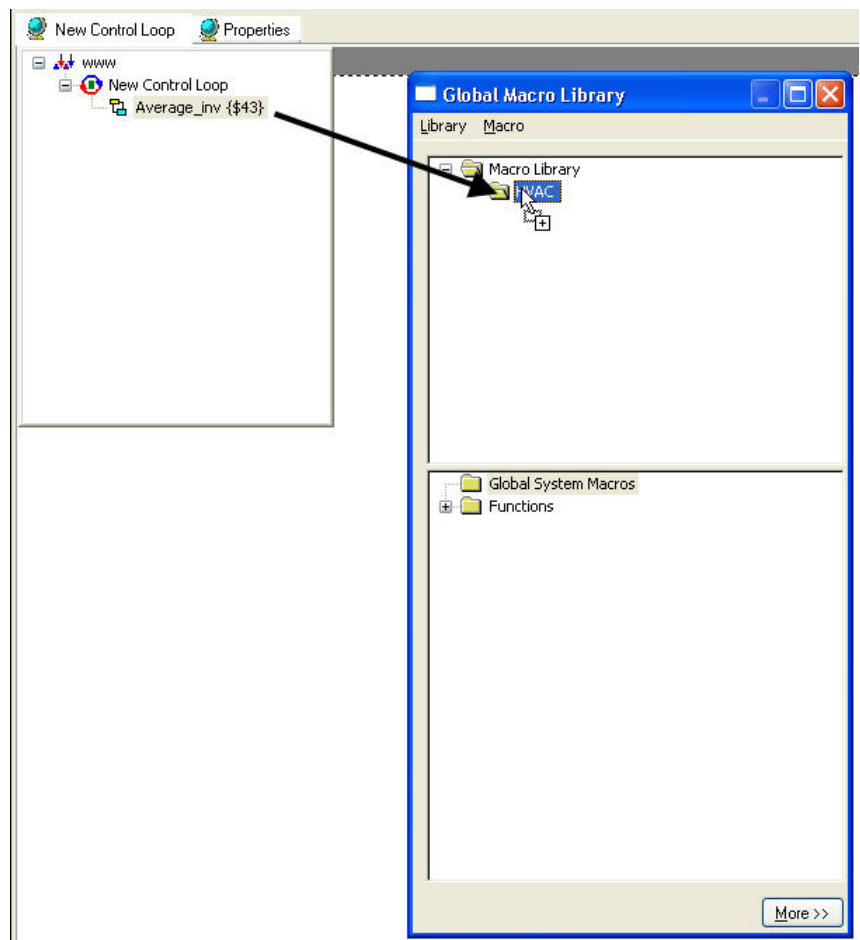 New Control Loop Properties
www
New Control Loop
Average_inv {$43}
Global Macro Library
Library Macro
Macro Library
HVAC
Global System Macros
Functions
More >>